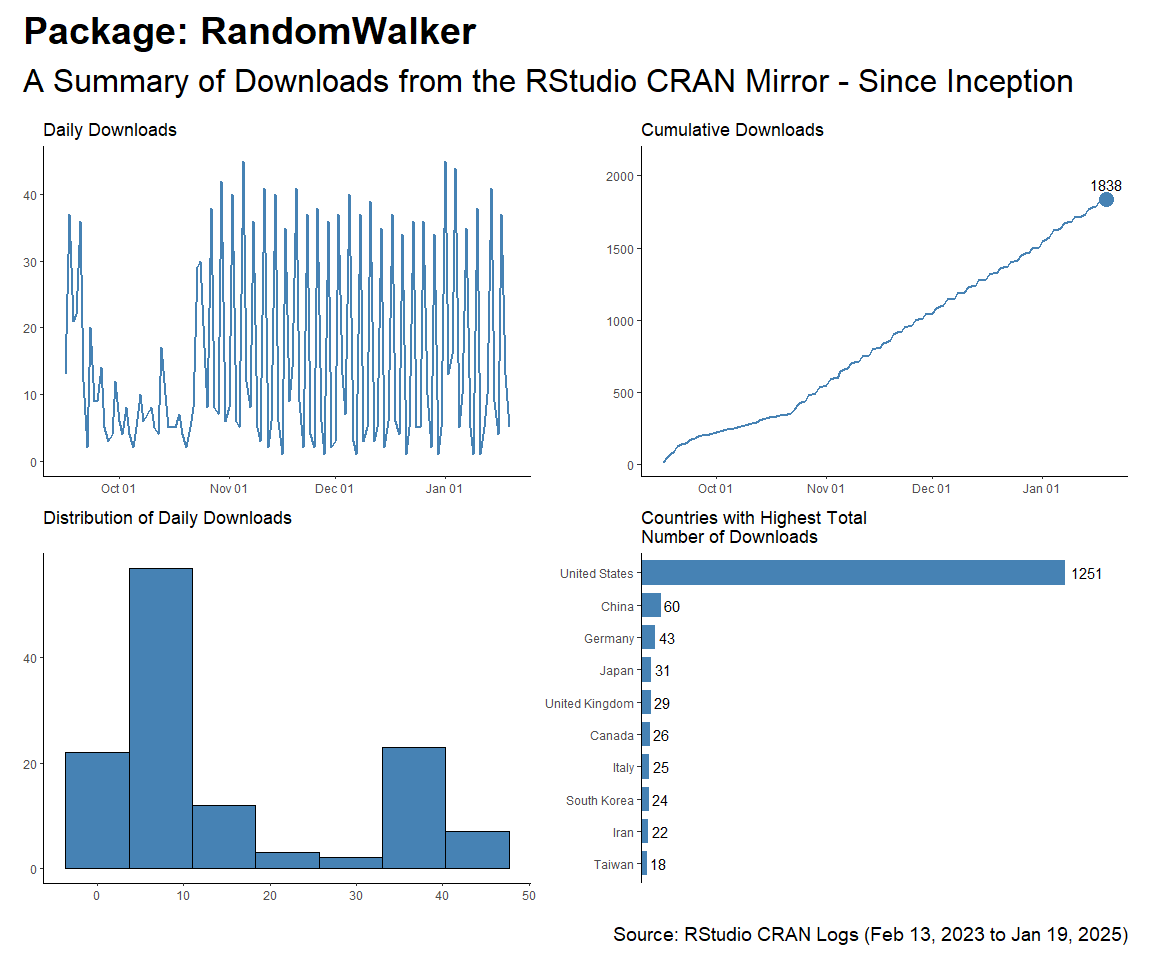 Package: RandomWalker
A Summary of Downloads from the RStudio CRAN Mirror - Since Inception
Daily Downloads
40
30
20
10
0
Oct 01
Nov 01
Dec 01
Jan 01
Cumulative Downloads
2000
1500
1000
500
0
1838
Oct 01
Nov 01
Dec 01
Jan 01
Distribution of Daily Downloads
40
20
0
0
10
20
30
40
50
Countries with Highest Total
Number of Downloads
United States 1251
China 60
Germany 43
Japan 31
United Kingdom 29
Canada 26
Italy 25
South Korea 24
Iran 22
Taiwan 18
Source: RStudio CRAN Logs (Feb 13, 2023 to Jan 19, 2025)